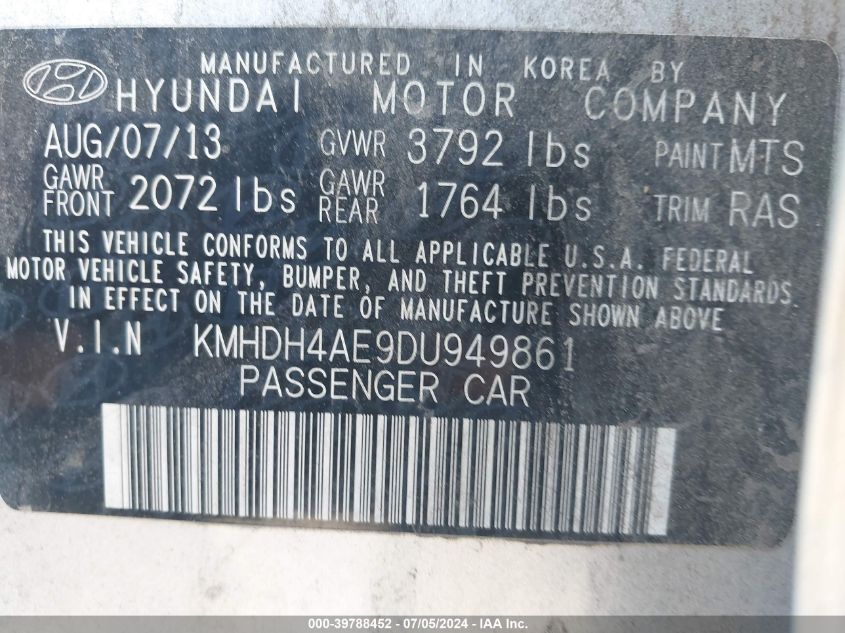 MANUFACTURED IN KOREA BY
HYUNDAI MOTOR COMPANY
AUG/07/13 GVWR 3792 lbs PAINT MTS
GAWR FRONT 2072 lbs GAWR REAR 1764 lbs TRIM RAS
THIS VEHICLE CONFORMS TO ALL APPLICABLE U.S.A. FEDERAL
MOTOR VEHICLE SAFETY, BUMPER, AND THEFT PREVENTION STANDARDS
IN EFFECT ON THE DATE OF MANUFACTURE SHOWN ABOVE
V.I.N KMHDH4AE9DU949861
PASSENGER CAR
000-39788452 - 07/05/2024 - IAA Inc.